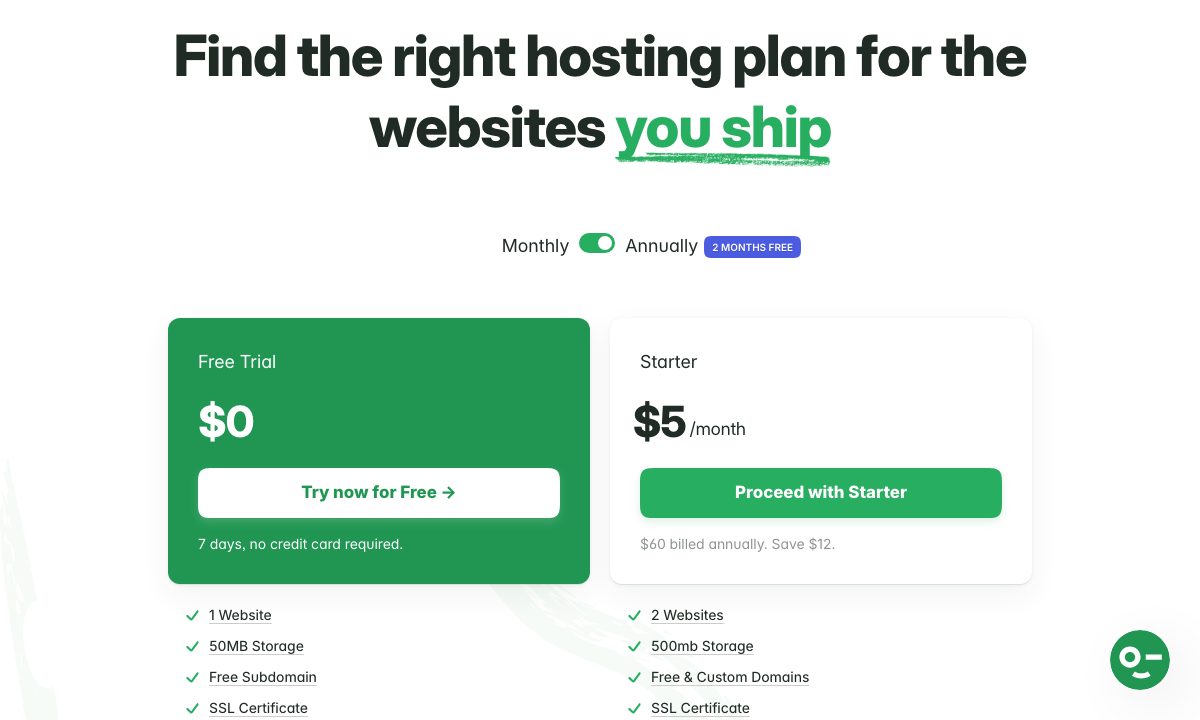 Find the right hosting plan for the
websites you ship
Monthly Annually 2 MONTHS FREE
Free Trial
$0
Try now for Free →
7 days, no credit card required.
1 Website
50MB Storage
Free Subdomain
SSL Certificate
Starter
$5 /month
Proceed with Starter
$60 billed annually. Save $12.
2 Websites
500mb Storage
Free & Custom Domains
SSL Certificate